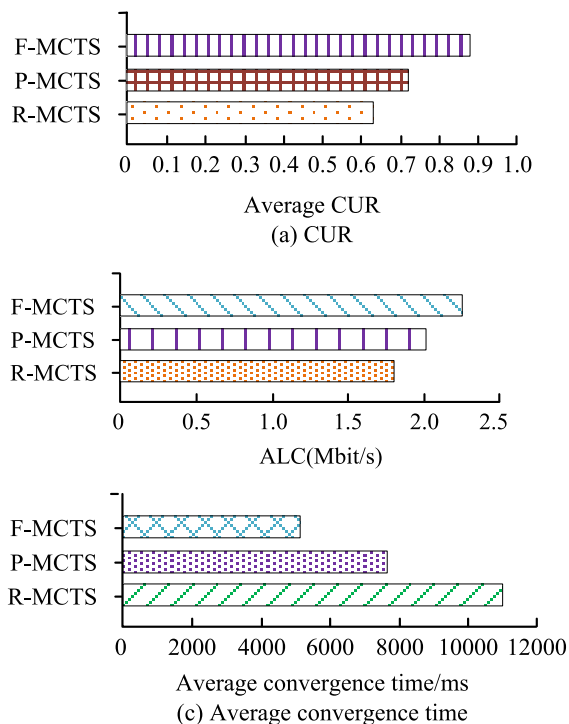 F-MCTS
P-MCTS
R-MCTS
0 0.1 0.2 0.3 0.4 0.5 0.6 0.7 0.8 0.9 1.0
Average CUR
(a) CUR
F-MCTS
P-MCTS
R-MCTS
0 0.5 1.0 1.5 2.0 2.5
ALC(Mbit/s)
F-MCTS
P-MCTS
R-MCTS
0 2000 4000 6000 8000 10000 12000
Average convergence time/ms
(c) Average convergence time